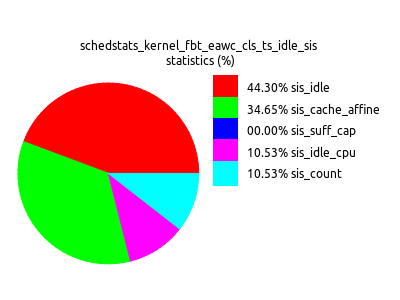 schedstats_kernel_fbt_eawc_cls_ts_idle_sis
statistics (%)
44.30% sis_idle
34.65% sis_cache_affine
00.00% sis_suff_cap
10.53% sis_idle_cpu
10.53% sis_count